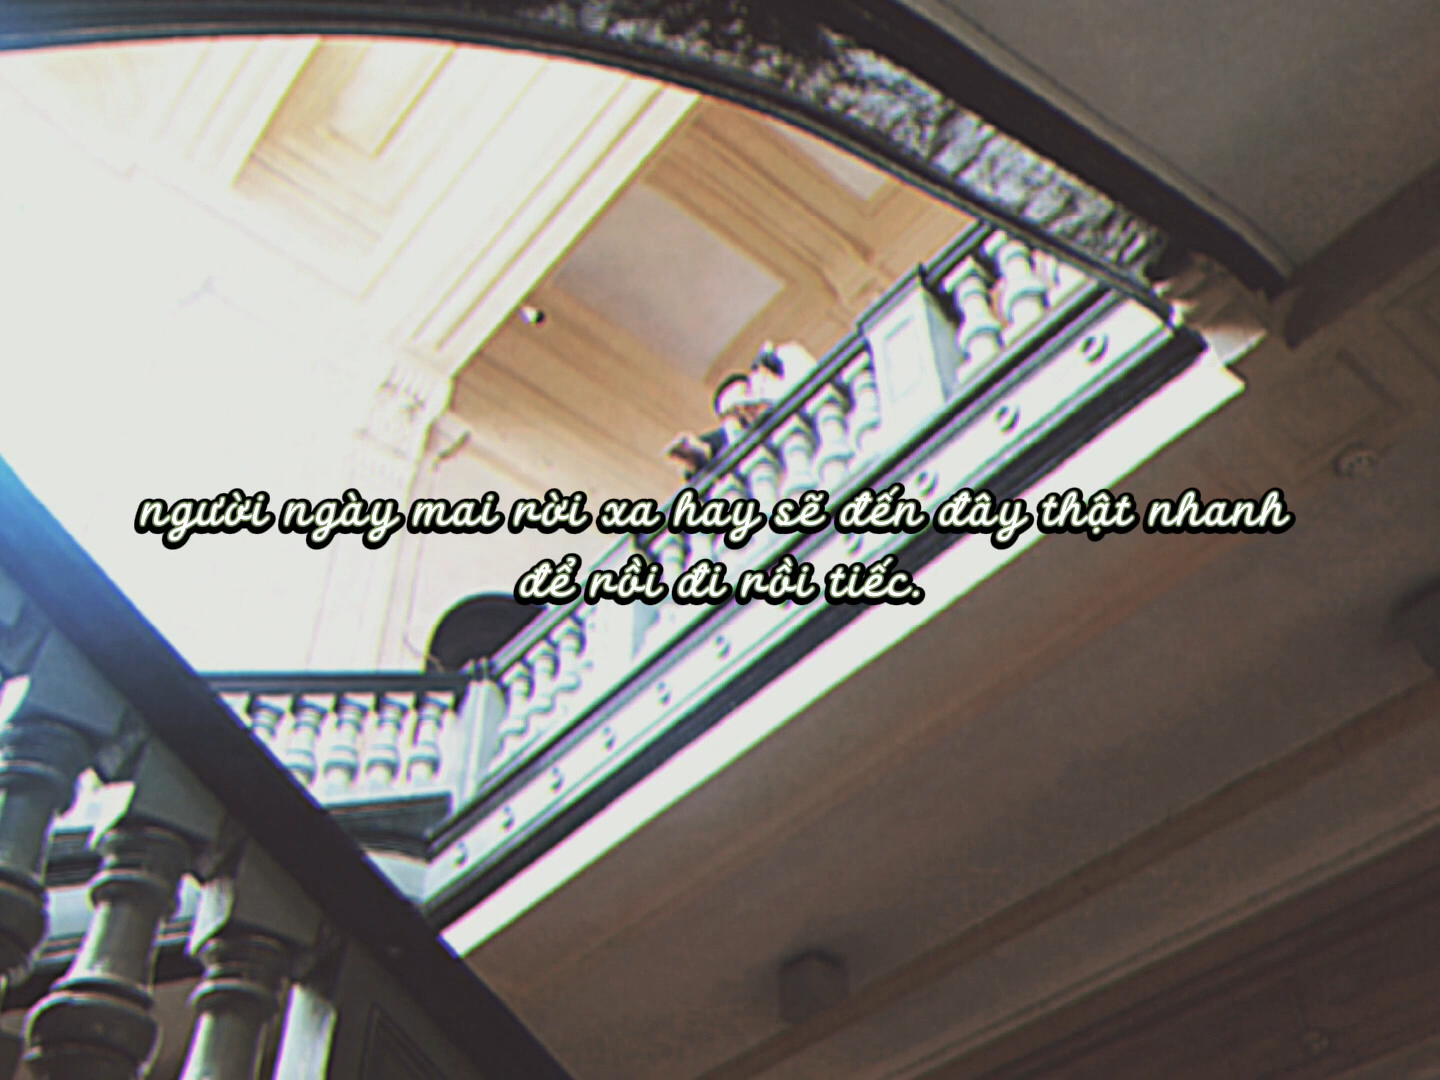 người ngày mai rời xa hay sẽ đến đây thật nhanh
để rồi đi rồi tiếc.